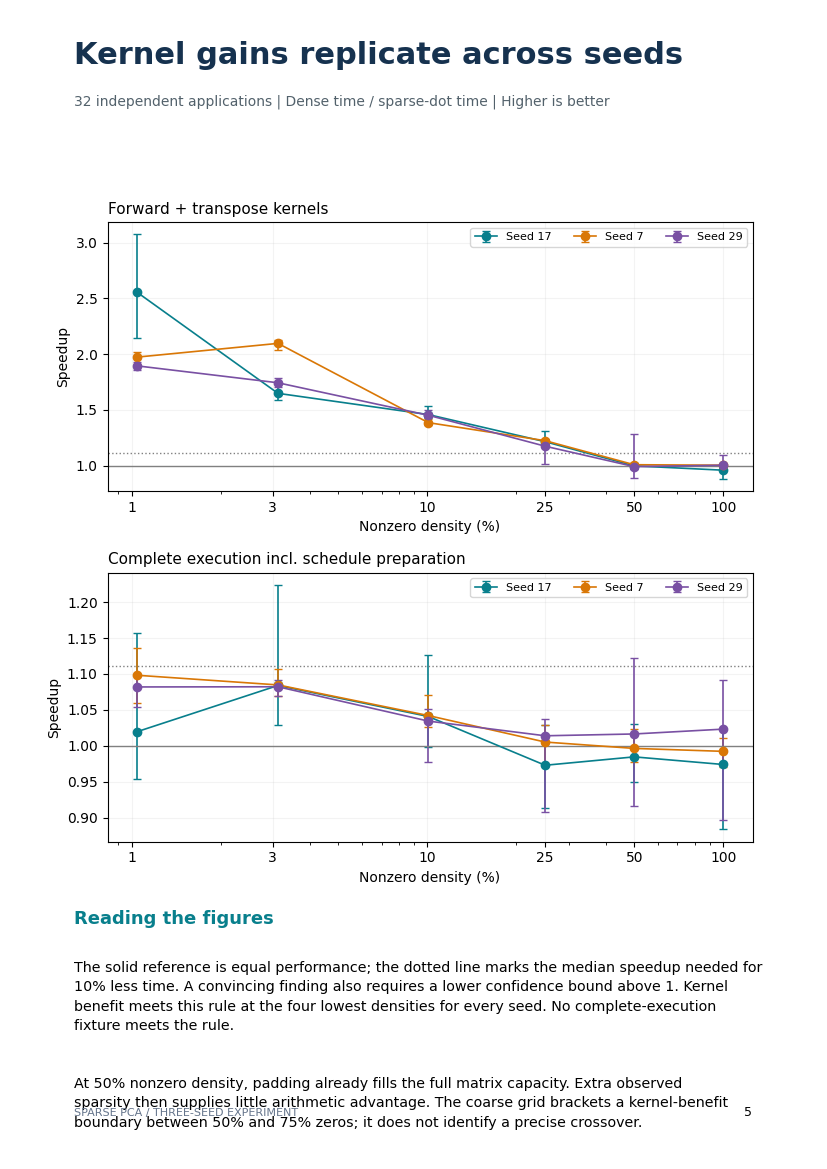 Kernel gains replicate across seeds
32 independent applications | Dense time / sparse-dot time | Higher is better
Forward + transpose kernels
Seed 17 Seed 7 Seed 29
3.0
2.5
2.0
1.5
1.0
Speedup
1 3 10 25 50 100
Nonzero density (%)
Complete execution incl. schedule preparation
Seed 17 Seed 7 Seed 29
1.20
1.15
1.10
1.05
1.00
0.95
0.90
Speedup
1 3 10 25 50 100
Nonzero density (%)
Reading the figures
The solid reference is equal performance; the dotted line marks the median speedup needed for
10% less time. A convincing finding also requires a lower confidence bound above 1. Kernel
benefit meets this rule at the four lowest densities for every seed. No complete-execution
fixture meets the rule.
At 50% nonzero density, padding already fills the full matrix capacity. Extra observed
sparsity then supplies little arithmetic advantage. The coarse grid brackets a kernel-benefit
boundary between 50% and 75% zeros; it does not identify a precise crossover.
SPARSE PCA / THREE-SEED EXPERIMENT
5